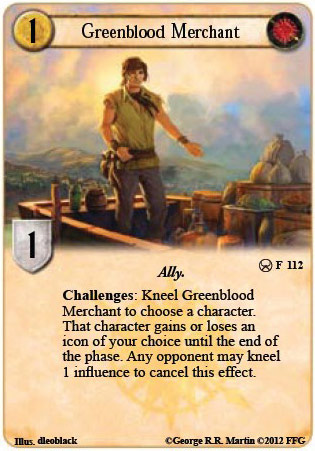 1
Greenblood Merchant
1
F 112
Ally.
Challenges: Kneel Greenblood
Merchant to choose a character.
That character gains or loses an
icon of your choice until the end of
the phase. Any opponent may kneel
1 influence to cancel this effect.
Illus. dleoblack
©George R.R. Martin ©2012 FFG